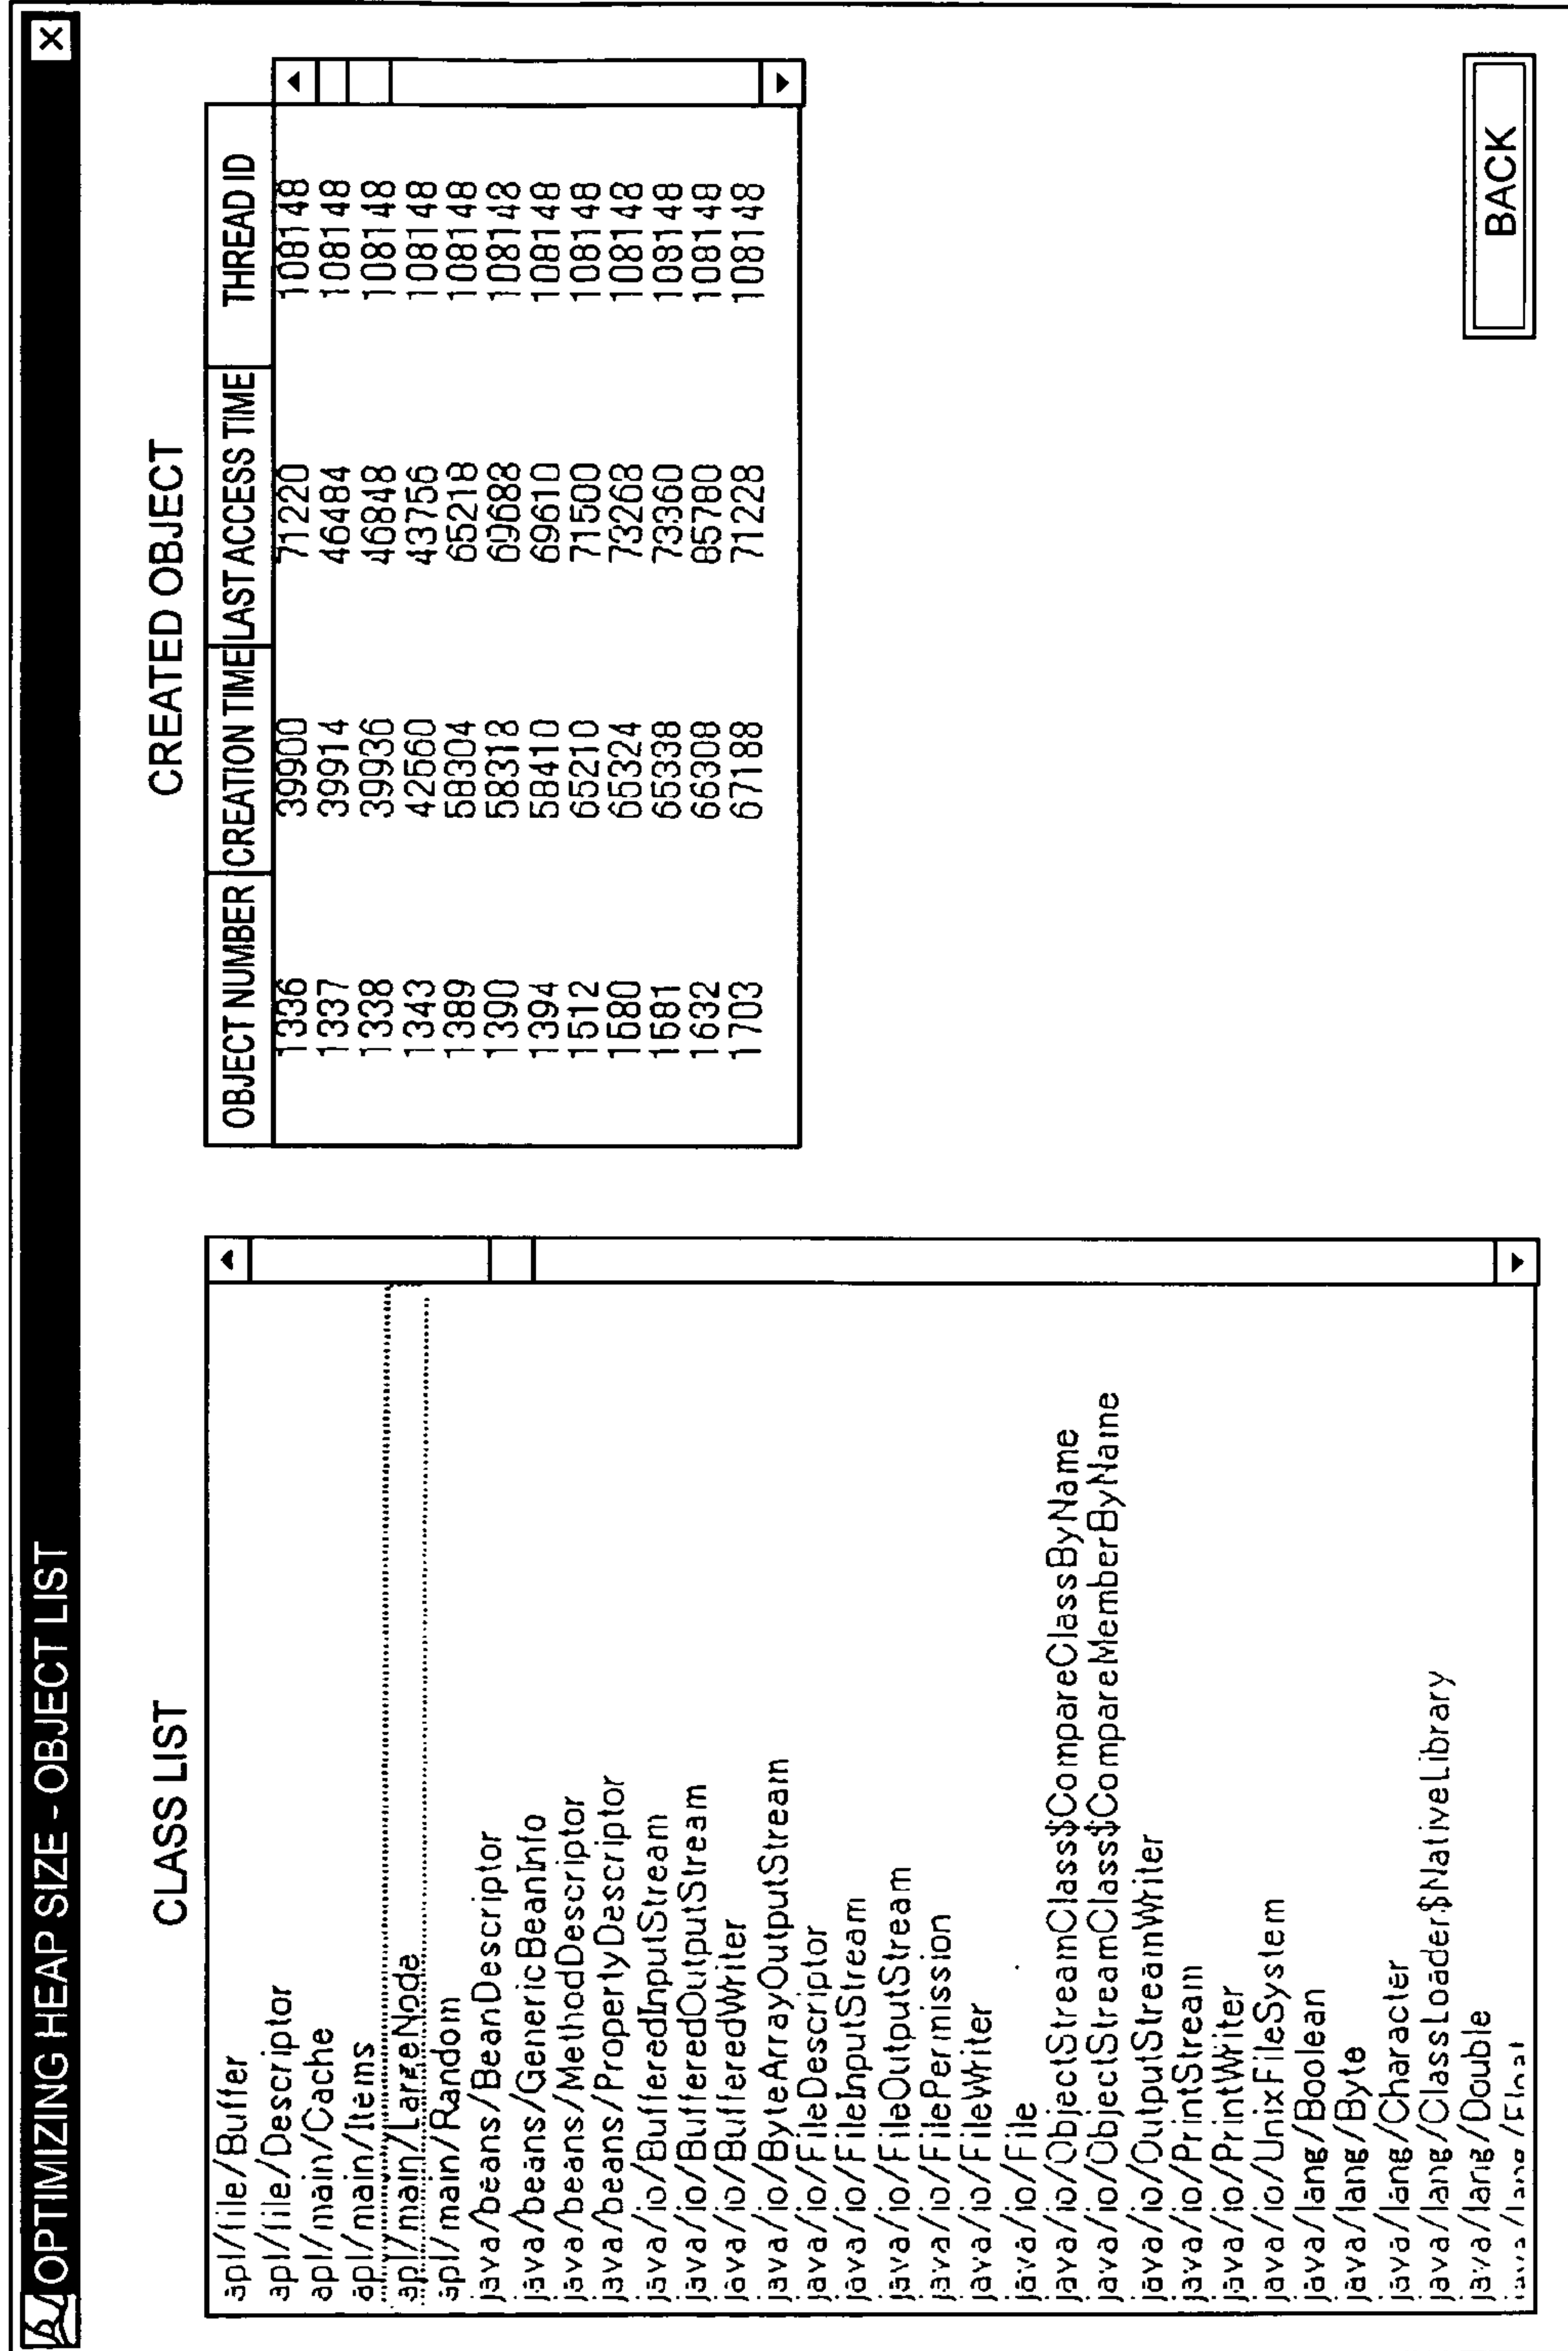 OPTIMIZING HEAP SIZE - OBJECT LIST
CLASS LIST
apl/file/Buffer
apl/file/Descriptor
apl/main/Cache
apl/main/Items
apl/main/LargeNode
apl/main/Random
java/beans/BeanDescriptor
java/beans/GenericBeanInfo
java/beans/MethodDescriptor
java/beans/PropertyDescriptor
java/io/BufferedInputStream
java/io/BufferedOutputStream
java/io/BufferedWriter
java/io/ByteArrayOutputStream
java/io/FileDescriptor
java/io/FileInputStream
java/io/FileOutputStream
java/io/FilePermission
java/io/FileWriter
java/io/File
java/io/ObjectStreamClass$CompareClassByName
java/io/ObjectStreamClass$CompareMemberByName
java/io/OutputStreamWriter
java/io/PrintStream
java/io/PrintWriter
java/io/UnixFileSystem
java/lang/Boolean
java/lang/Byte
java/lang/Character
java/lang/ClassLoader$NativeLibrary
java/lang/Double
java/lang/Float
CREATED OBJECT
OBJECT NUMBER CREATION TIME LAST ACCESS TIME THREAD ID
1336 39900 71220 108148
1337 39914 46484 108148
1338 39936 46848 108148
1343 42560 43756 108148
1389 58304 65218 108148
1390 58318 69688 108148
1394 58410 69610 108148
1512 65210 71500 108148
1580 65324 73268 108148
1581 65338 73360 108148
1632 66308 85780 108148
1703 67188 71228 108148
BACK